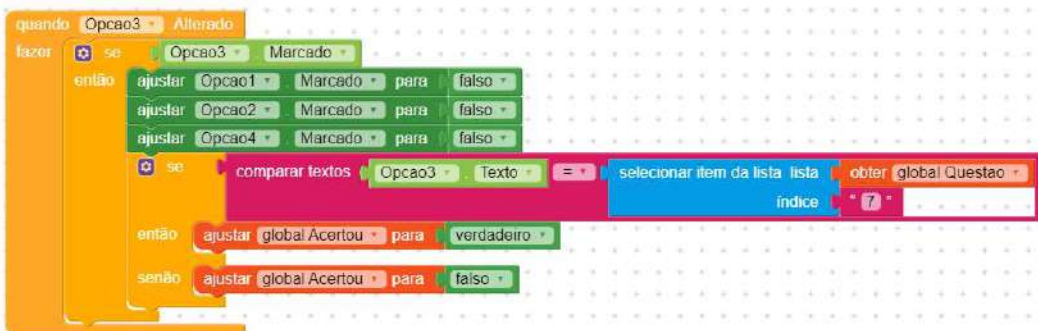 quando Opcao3 Alterado
fazer se Opcao3 . Marcado
então ajustar Opcao1 . Marcado para falso
ajustar Opcao2 . Marcado para falso
ajustar Opcao4 . Marcado para falso
se comparar textos Opcao3 . Texto = selecionar item da lista lista obter global Questao
índice " 7 "
então ajustar global Acertou para verdadeiro
senão ajustar global Acertou para falso